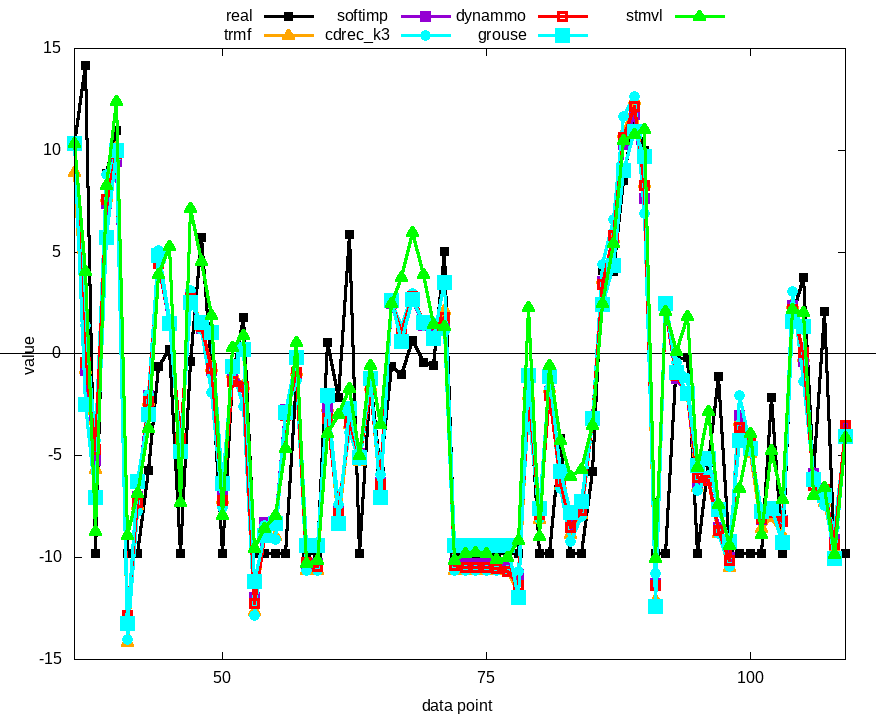 real softimp dynammo stmvl
trmf cdrec_k3 grouse
15
10
5
0
-5
-10
-15
value
50 75 100
data point